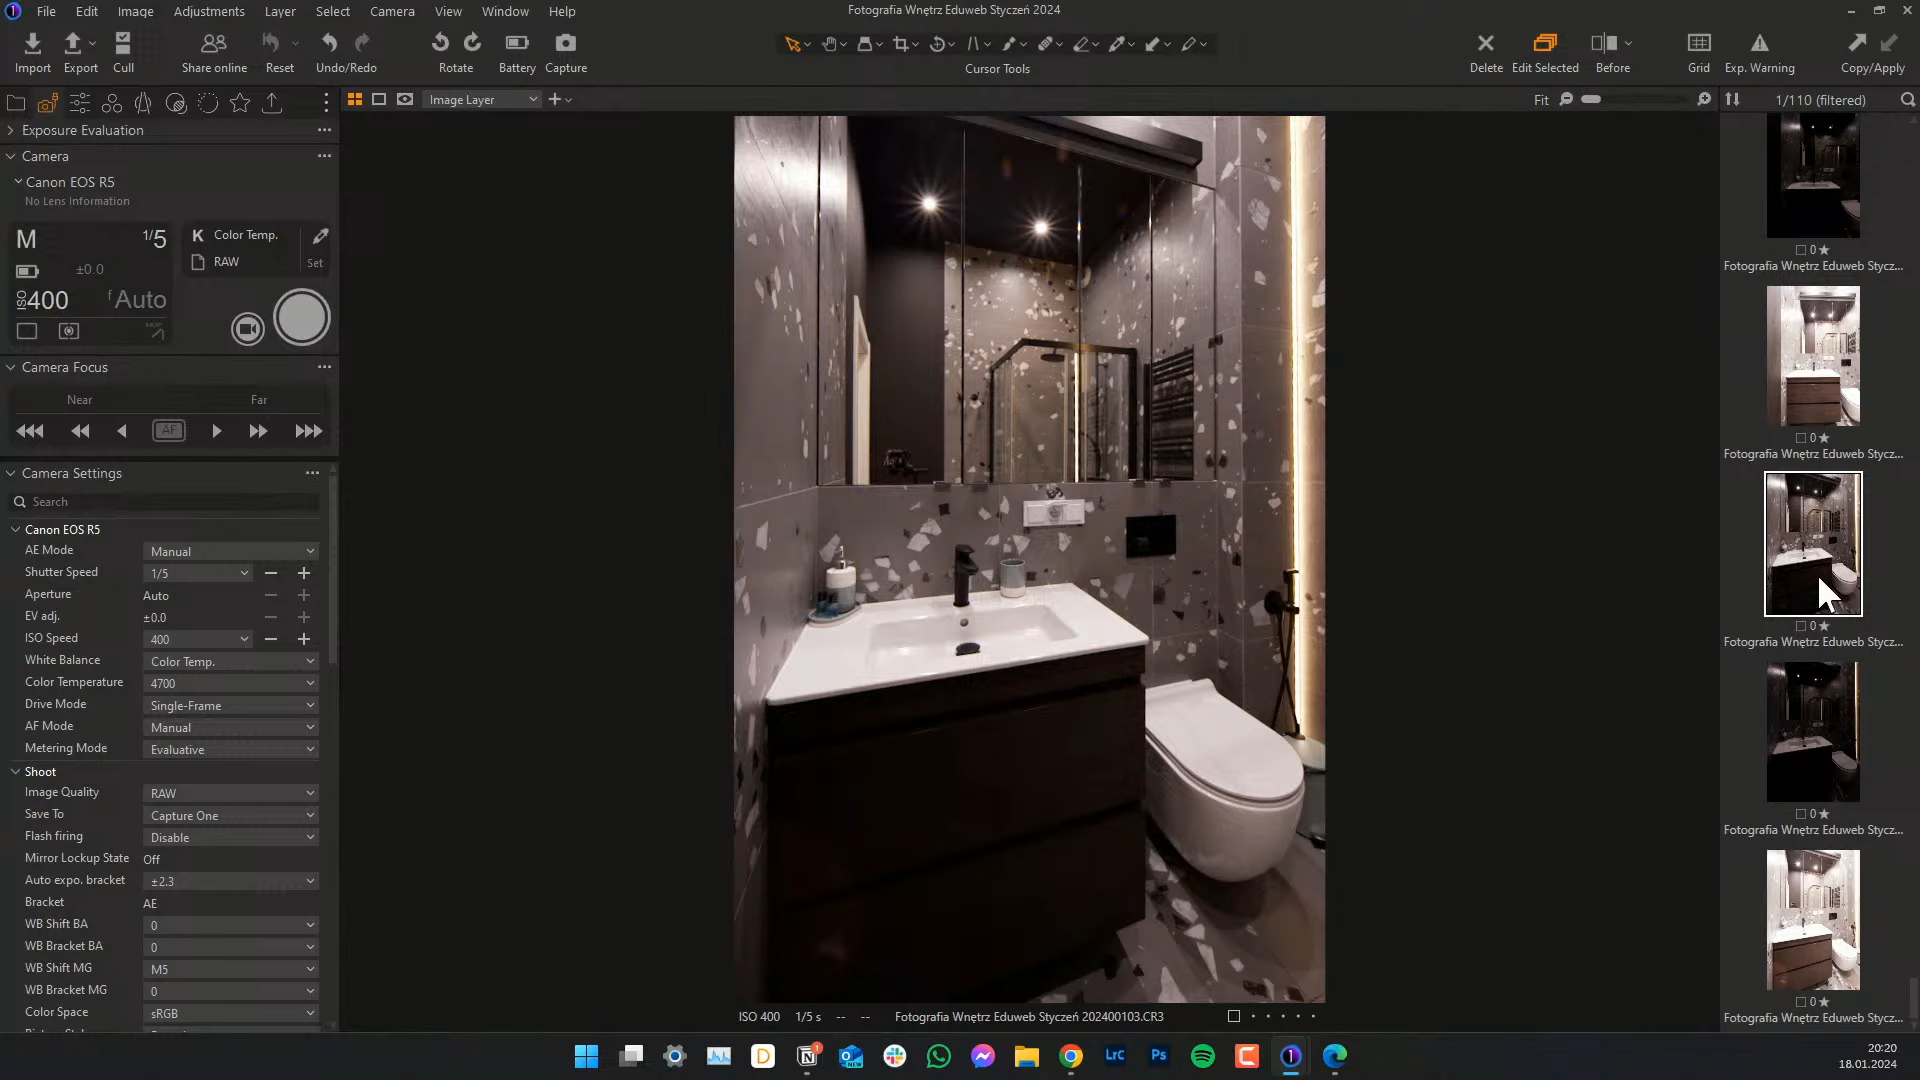 File Edit Image Adjustments Layer Select Camera View Window Help
Fotografia Wnętrz Eduweb Styczeń 2024
Import Export Cull Share online Reset Undo/Redo Rotate Battery Capture
Cursor Tools
Delete Edit Selected Before Grid Exp. Warning Copy/Apply
Image Layer
Fit
1/110 (filtered)
Exposure Evaluation
Camera
Canon EOS R5
No Lens Information
M 1/5
±0.0
ISO 400 f Auto
K Color Temp.
RAW
Set
Camera Focus
Near Far
AF
Camera Settings
Search
Canon EOS R5
AE Mode Manual
Shutter Speed 1/5
Aperture Auto
EV adj. ±0.0
ISO Speed 400
White Balance Color Temp.
Color Temperature 4700
Drive Mode Single-Frame
AF Mode Manual
Metering Mode Evaluative
Shoot
Image Quality RAW
Save To Capture One
Flash firing Disable
Mirror Lockup State Off
Auto expo. bracket ±2.3
Bracket AE
WB Shift BA 0
WB Bracket BA 0
WB Shift MG M5
WB Bracket MG 0
Color Space sRGB
ISO 400 1/5 s -- -- Fotografia Wnętrz Eduweb Styczeń 202400103.CR3
0
Fotografia Wnętrz Eduweb Stycz...
0
Fotografia Wnętrz Eduweb Stycz...
0
Fotografia Wnętrz Eduweb Stycz...
0
Fotografia Wnętrz Eduweb Stycz...
0
Fotografia Wnętrz Eduweb Stycz...
D
N 1
NEW
LrC
Ps
1
20:20
18.01.2024